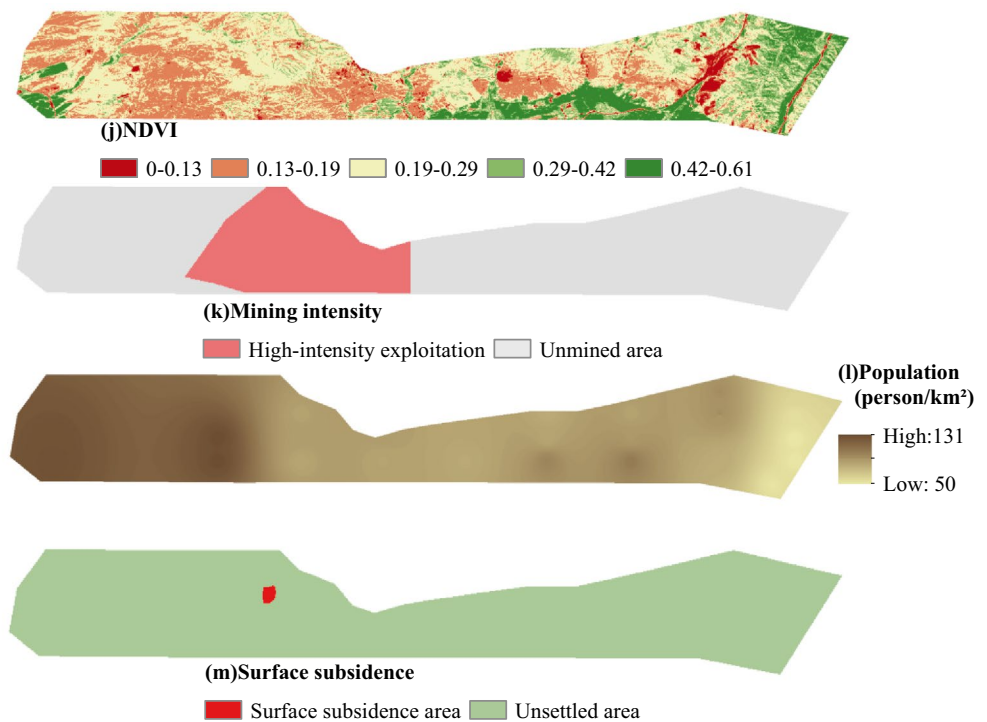 (j)NDVI
0-0.13 0.13-0.19 0.19-0.29 0.29-0.42 0.42-0.61
(k)Mining intensity
High-intensity exploitation Unmined area
(l)Population
(person/km²)
High:131
Low: 50
(m)Surface subsidence
Surface subsidence area Unsettled area